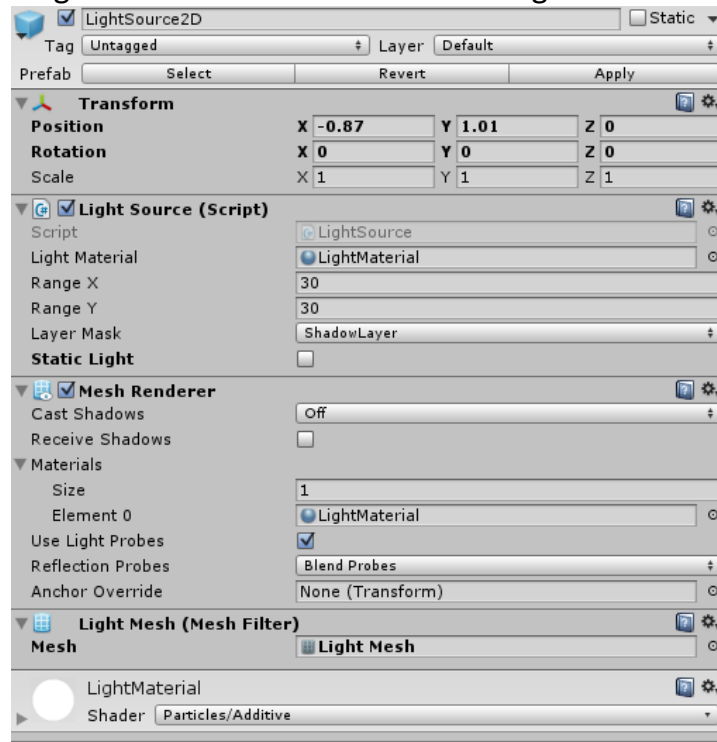 LightSource2D Static
Tag Untagged Layer Default
Prefab Select Revert Apply
Transform
Position X -0.87 Y 1.01 Z 0
Rotation X 0 Y 0 Z 0
Scale X 1 Y 1 Z 1
Light Source (Script)
Script LightSource
Light Material LightMaterial
Range X 30
Range Y 30
Layer Mask ShadowLayer
Static Light
Mesh Renderer
Cast Shadows Off
Receive Shadows
Materials
Size 1
Element 0 LightMaterial
Use Light Probes
Reflection Probes Blend Probes
Anchor Override None (Transform)
Light Mesh (Mesh Filter)
Mesh Light Mesh
LightMaterial
Shader Particles/Additive